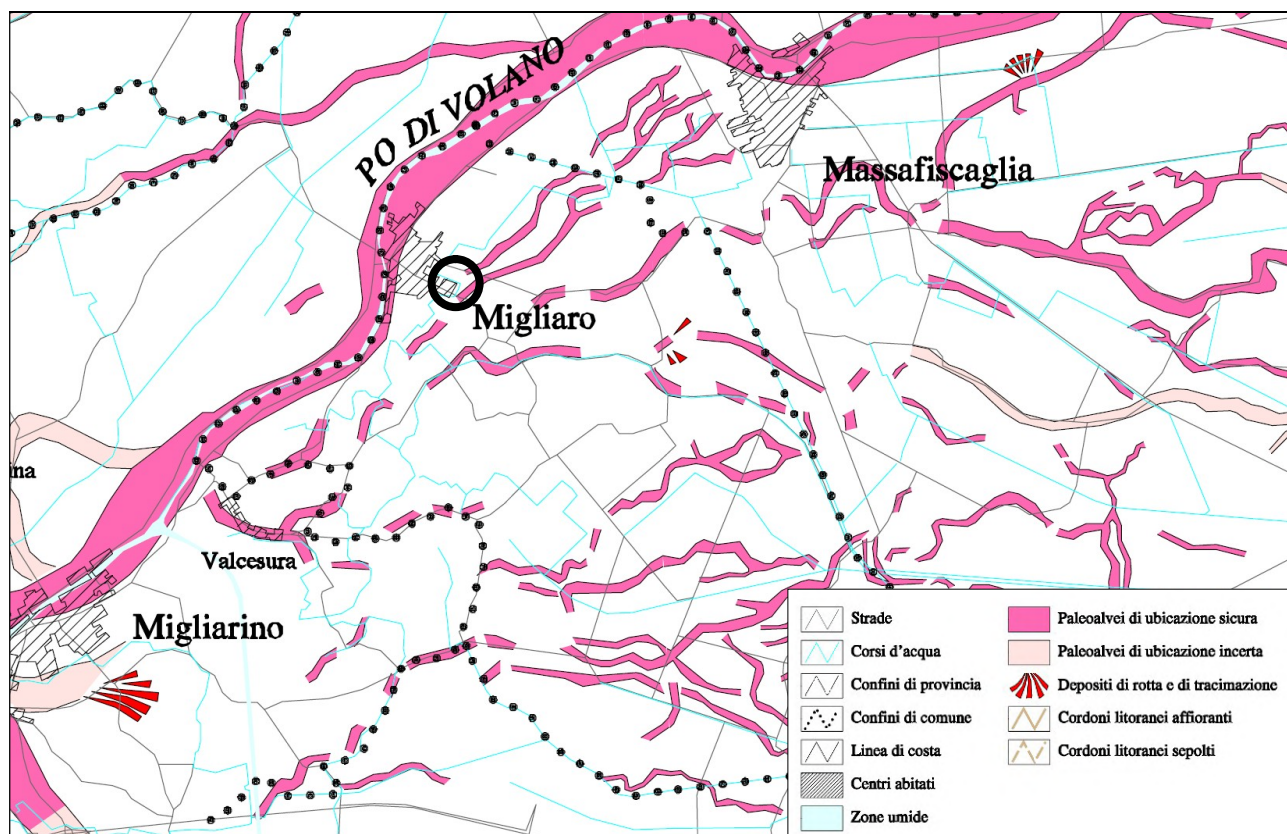 PO DI VOLANO
Massafiscaglia
Migliaro
na
Valcesura
Migliarino
Strade
Corsi d'acqua
Confini di provincia
Confini di comune
Linea di costa
Centri abitati
Zone umide
Paleoalvei di ubicazione sicura
Paleoalvei di ubicazione incerta
Depositi di rotta e di tracimazione
Cordoni litoranei affioranti
Cordoni litoranei sepolti